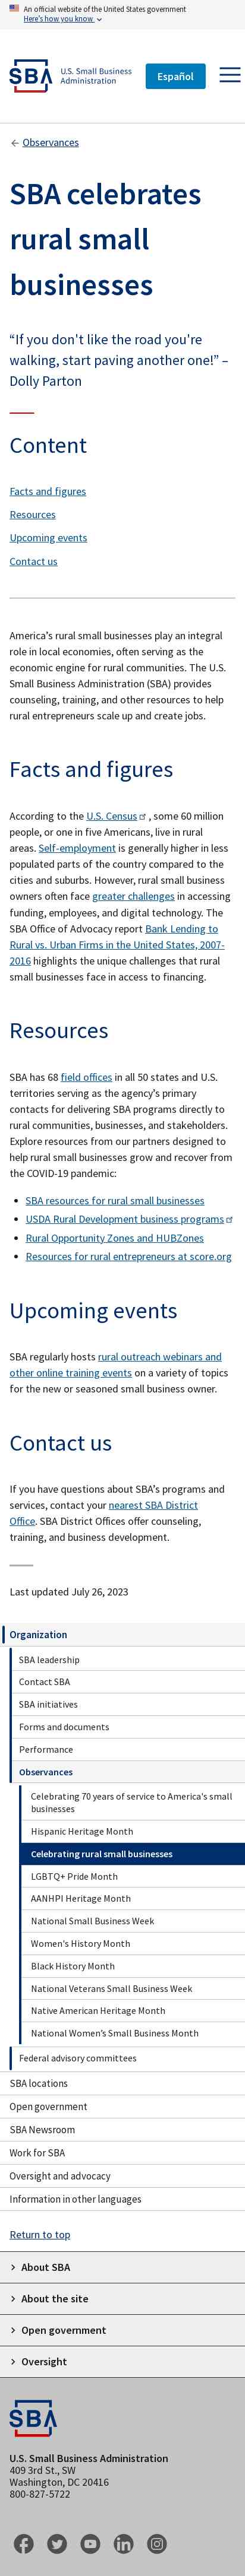 An official website of the United States government
Here's how you know
SBA U.S. Small Business
Administration
Español
Observances
SBA celebrates
rural small
businesses
“If you don't like the road you're
walking, start paving another one!” –
Dolly Parton
Content
Facts and figures
Resources
Upcoming events
Contact us
America’s rural small businesses play an integral
role in local economies, often serving as the
economic engine for rural communities. The U.S.
Small Business Administration (SBA) provides
counseling, training, and other resources to help
rural entrepreneurs scale up and create jobs.
Facts and figures
According to the U.S. Census , some 60 million
people, or one in five Americans, live in rural
areas. Self-employment is generally higher in less
populated parts of the country compared to the
cities and suburbs. However, rural small business
owners often face greater challenges in accessing
funding, employees, and digital technology. The
SBA Office of Advocacy report Bank Lending to
Rural vs. Urban Firms in the United States, 2007-
2016 highlights the unique challenges that rural
small businesses face in access to financing.
Resources
SBA has 68 field offices in all 50 states and U.S.
territories serving as the agency’s primary
contacts for delivering SBA programs directly to
rural communities, businesses, and stakeholders.
Explore resources from our partners designed to
help rural small businesses grow and recover from
the COVID-19 pandemic:
SBA resources for rural small businesses
USDA Rural Development business programs
Rural Opportunity Zones and HUBZones
Resources for rural entrepreneurs at score.org
Upcoming events
SBA regularly hosts rural outreach webinars and
other online training events on a variety of topics
for the new or seasoned small business owner.
Contact us
If you have questions about SBA’s programs and
services, contact your nearest SBA District
Office. SBA District Offices offer counseling,
training, and business development.
Last updated July 26, 2023
Organization
SBA leadership
Contact SBA
SBA initiatives
Forms and documents
Performance
Observances
Celebrating 70 years of service to America's small
businesses
Hispanic Heritage Month
Celebrating rural small businesses
LGBTQ+ Pride Month
AANHPI Heritage Month
National Small Business Week
Women's History Month
Black History Month
National Veterans Small Business Week
Native American Heritage Month
National Women’s Small Business Month
Federal advisory committees
SBA locations
Open government
SBA Newsroom
Work for SBA
Oversight and advocacy
Information in other languages
Return to top
About SBA
About the site
Open government
Oversight
SBA
U.S. Small Business Administration
409 3rd St., SW
Washington, DC 20416
800-827-5722